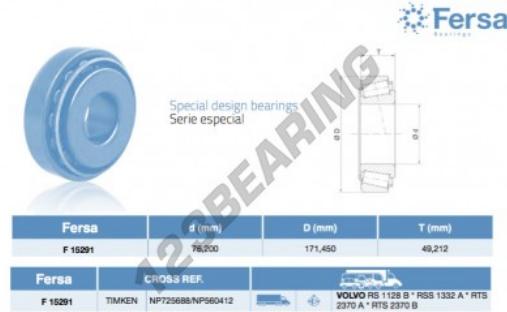 Fersa
Bearings
Special design bearings
Serie especial
T
Ø D
Ø d
123BEARING
Fersa d (mm) D (mm) T (mm)
F 15291 76,200 171,450 49,212
Fersa CROSS REF.
F 15291 TIMKEN NP725688/NP560412 VOLVO RS 1128 B * RSS 1332 A * RTS
2370 A * RTS 2370 B